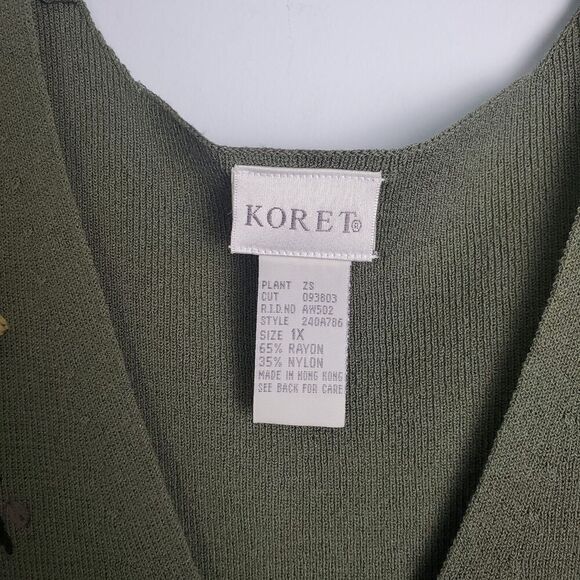 KORET®
PLANT ZS
CUT 093803
R.I.D.NO AW502
STYLE 240A786
SIZE 1X
65% RAYON
35% NYLON
MADE IN HONG KONG
SEE BACK FOR CARE